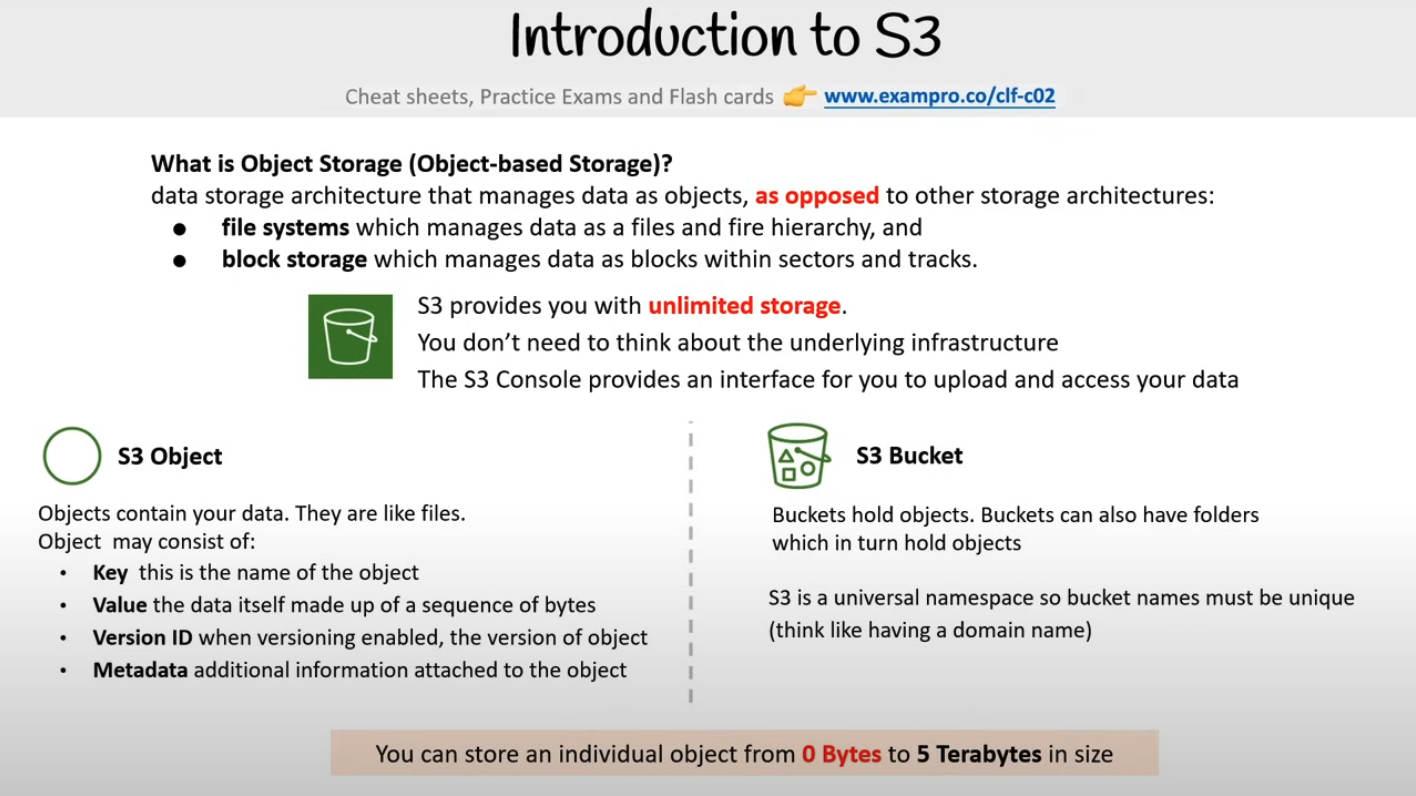 Introduction to S3
Cheat sheets, Practice Exams and Flash cards 👉 www.exampro.co/clf-c02
What is Object Storage (Object-based Storage)?
data storage architecture that manages data as objects, as opposed to other storage architectures:
● file systems which manages data as a files and fire hierarchy, and
● block storage which manages data as blocks within sectors and tracks.
S3 provides you with unlimited storage.
You don’t need to think about the underlying infrastructure
The S3 Console provides an interface for you to upload and access your data
S3 Object
Objects contain your data. They are like files.
Object may consist of:
• Key this is the name of the object
• Value the data itself made up of a sequence of bytes
• Version ID when versioning enabled, the version of object
• Metadata additional information attached to the object
S3 Bucket
Buckets hold objects. Buckets can also have folders
which in turn hold objects
S3 is a universal namespace so bucket names must be unique
(think like having a domain name)
You can store an individual object from 0 Bytes to 5 Terabytes in size